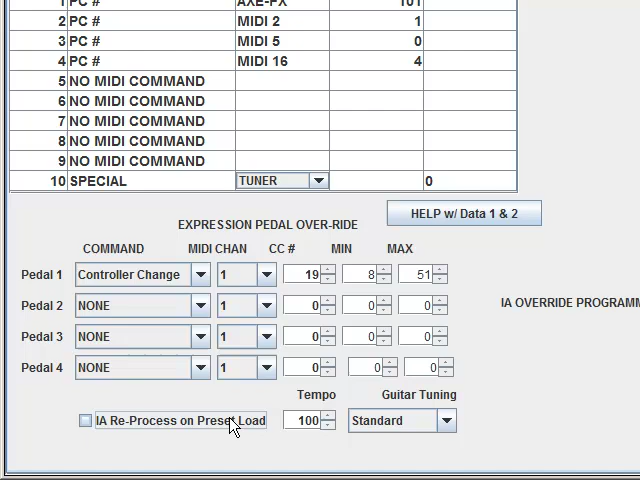 1 PC # AXE-FX 101
2 PC # MIDI 2 1
3 PC # MIDI 5 0
4 PC # MIDI 16 4
5 NO MIDI COMMAND
6 NO MIDI COMMAND
7 NO MIDI COMMAND
8 NO MIDI COMMAND
9 NO MIDI COMMAND
10 SPECIAL TUNER 0
HELP w/ Data 1 & 2
EXPRESSION PEDAL OVER-RIDE
COMMAND MIDI CHAN CC # MIN MAX
Pedal 1 Controller Change 1 19 8 51
Pedal 2 NONE 1 0 0 0
IA OVERRIDE PROGRAMM
Pedal 3 NONE 1 0 0 0
Pedal 4 NONE 1 0 0 0
Tempo Guitar Tuning
IA Re-Process on Preset Load 100 Standard